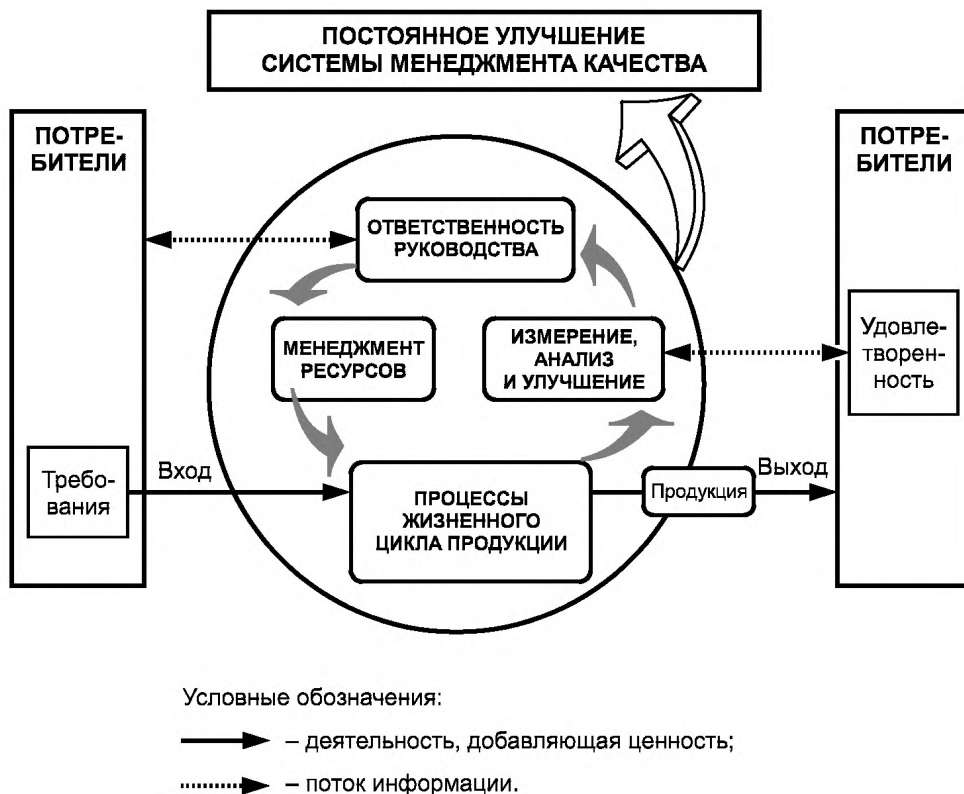 ПОСТОЯННОЕ УЛУЧШЕНИЕ
СИСТЕМЫ МЕНЕДЖМЕНТА КАЧЕСТВА
ПОТРЕ-
БИТЕЛИ
ПОТРЕ-
БИТЕЛИ
ОТВЕТСТВЕННОСТЬ
РУКОВОДСТВА
МЕНЕДЖМЕНТ
РЕСУРСОВ
ИЗМЕРЕНИЕ,
АНАЛИЗ
И УЛУЧШЕНИЕ
Удовле-
творен-
ность
Требо-
вания
Вход
ПРОЦЕССЫ
ЖИЗНЕННОГО
ЦИКЛА ПРОДУКЦИИ
Продукция
Выход
Условные обозначения:
– деятельность, добавляющая ценность;
– поток информации.